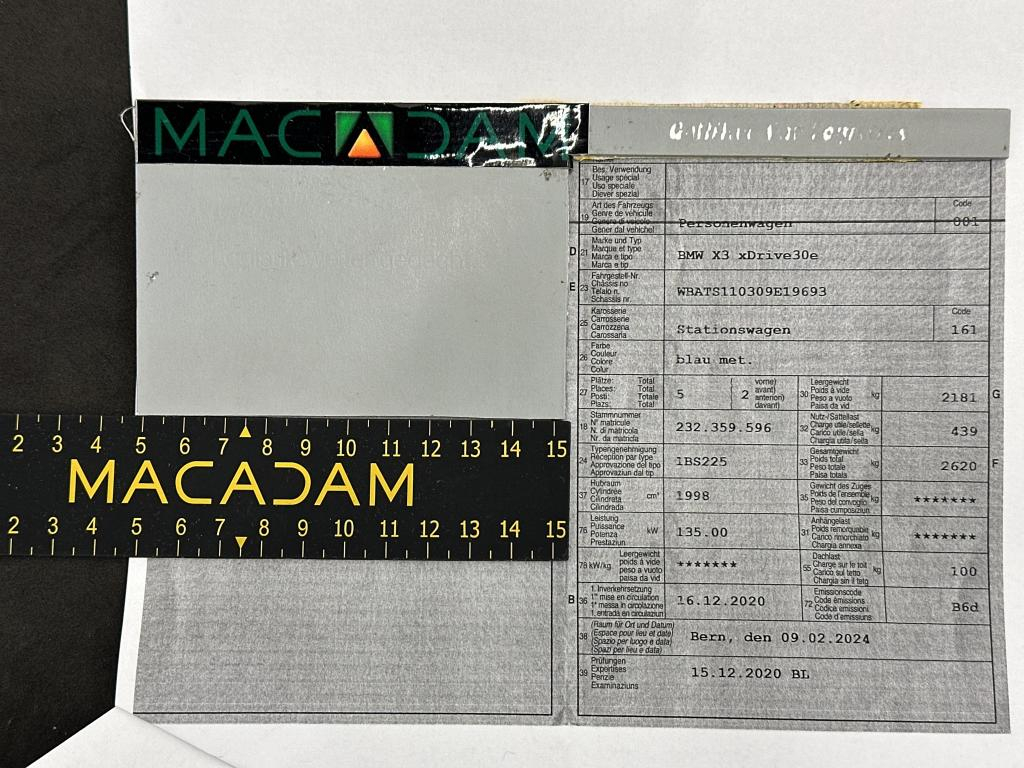 MACADAM
17 Bes. Verwendung
Usage spécial
Uso speciale
Diever spezial
19 Art des Fahrzeugs
Genre de véhicule
Genere di veicolo
Gener dal vehichel
Personenwagen
Code
001
D 21 Marke und Typ
Marque et type
Marca e tipo
Marca e tip
BMW X3 xDrive30e
E 23 Fahrgestell-Nr.
Châssis no
Telaio n.
Schassis nr.
WBATS110309E19693
25 Karosserie
Carrosserie
Carrozzeria
Carossaria
Stationswagen
Code
161
26 Farbe
Couleur
Colore
Colur
blau met.
27 Plätze: Total
Places: Total
Posti: Totale
Plazs: Total
5
( vorne)
( avant)
2 anteriori)
davant)
30 Leergewicht
Poids à vide
Peso a vuoto
Paisa da vid
kg
2181
G
18 Stammnummer
N° matricule
N. di matricola
Nr. da matricla
232.359.596
32 Nutz-/Sattellast
Charge utile/sellette
Carico utile/sella
Chargia utila/sella
kg
439
24 Typengenehmigung
Réception par type
Approvazione del tipo
Approvaziun dal tip
1BS225
33 Gesamtgewicht
Poids total
Peso totale
Paisa totala
kg
2620
F
37 Hubraum
Cylindrée
Cilindrata
Cilindrada
cm³
1998
35 Gewicht des Zuges
Poids de l'ensemble
Peso del convoglio
Paisa cumposiziun
kg
*******
76 Leistung
Puissance
Potenza
Prestaziun
kW
135.00
31 Anhängelast
Poids remorquable
Carico rimorchiato
Chargia annexa
kg
*******
78 kW/kg Leergewicht
poids à vide
peso a vuoto
paisa da vid
*******
55 Dachlast
Charge sur le toit
Carico sul tetto
Chargia sin il tetg
kg
100
B 36 1. Inverkehrsetzung
1re mise en circulation
1a messa in circolazione
1. entrada en circulaziun
16.12.2020
72 Emissionscode
Code émissions
Codice emissioni
Code d'emissiuns
B6d
38 (Raum für Ort und Datum)
(Espace pour lieu et date)
(Spazio per luogo e data)
(Spazi per lieu e data)
Bern, den 09.02.2024
39 Prüfungen
Expertises
Perizie
Examinaziuns
15.12.2020 BL
2 3 4 5 6 7 8 9 10 11 12 13 14 15
MACADAM
2 3 4 5 6 7 8 9 10 11 12 13 14 15